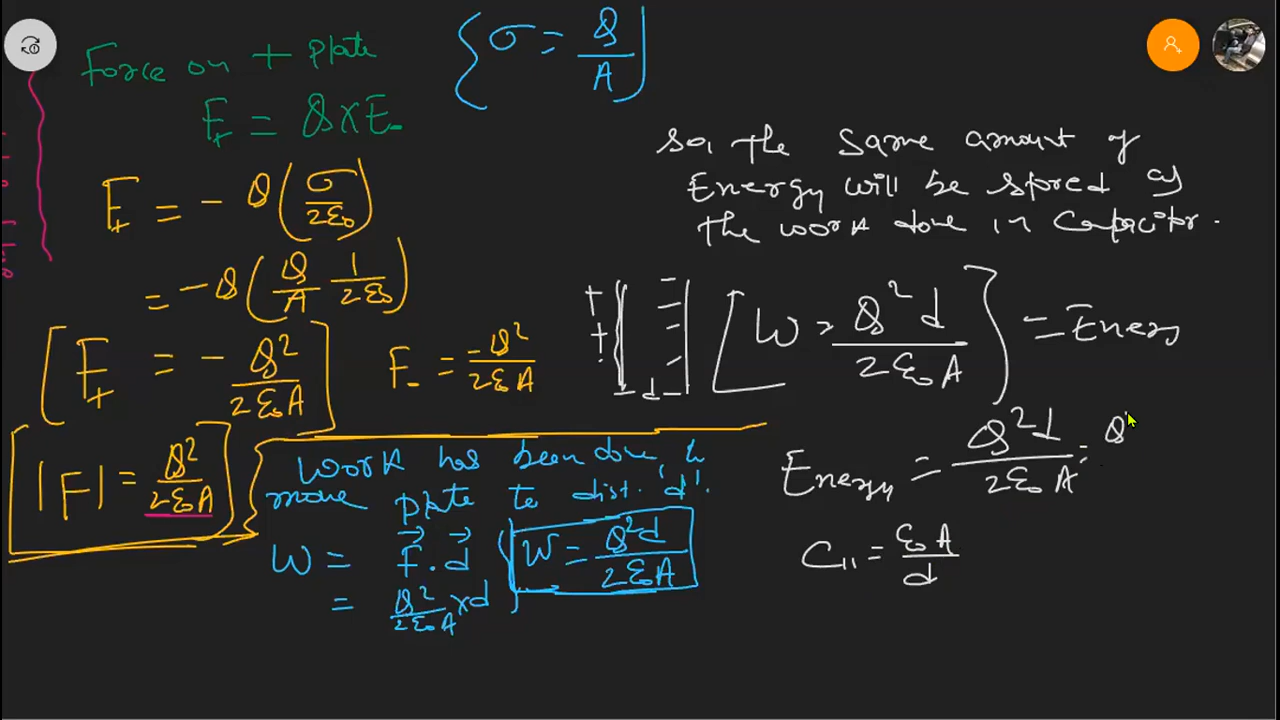 Force on + plate
F+ = Q×E-
{σ = Q/A}
F+ = -Q(σ/2ε₀)
= -Q(Q/A 1/2ε₀)
[F+ = -Q²/2ε₀A]
F- = -Q²/2ε₀A
|F| = Q²/2ε₀A
Work has been done to
move plate to dist. 'd'.
W = F⃗.d⃗
= Q²/2ε₀A×d
W = Q²d/2ε₀A
So, the same amount of
Energy will be stored as
the work done in Capacitor.
[W = Q²d/2ε₀A] = Energy
d
Energy = Q²d/2ε₀A = Q²
C₁₁ = ε₀A/d